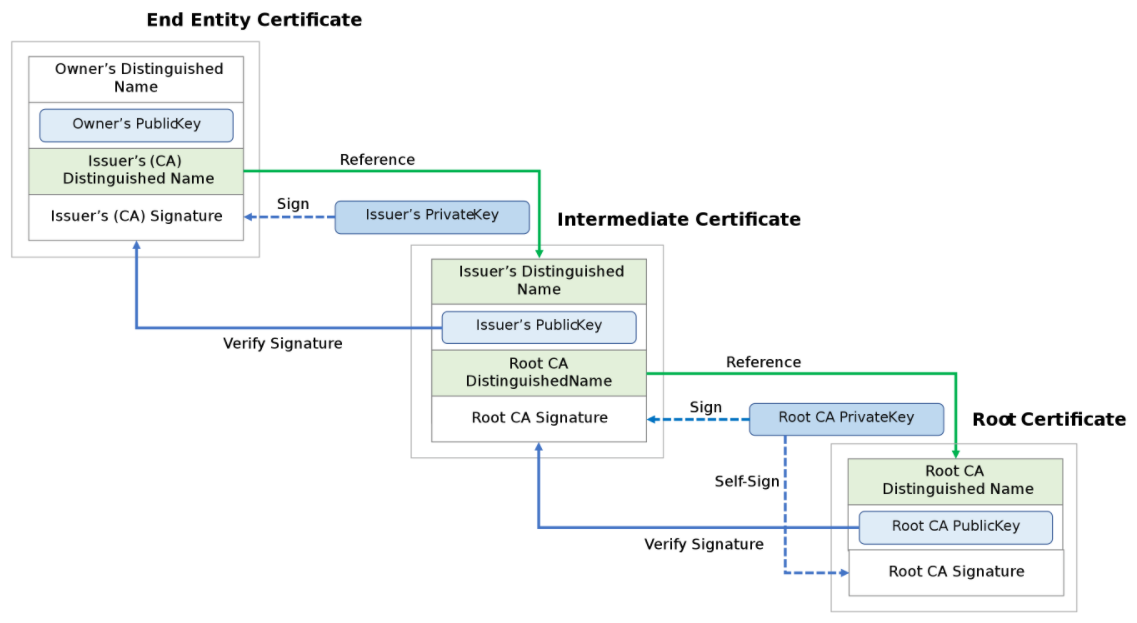 End Entity Certificate
Owner's Distinguished
Name
Owner's PublicKey
Issuer's (CA)
Distinguished Name
Issuer's (CA) Signature
Reference
Sign
Issuer's PrivateKey
Verify Signature
Intermediate Certificate
Issuer's Distinguished
Name
Issuer's PublicKey
Root CA
DistinguishedName
Root CA Signature
Reference
Sign
Root CA PrivateKey
Self-Sign
Verify Signature
Root Certificate
Root CA
Distinguished Name
Root CA PublicKey
Root CA Signature